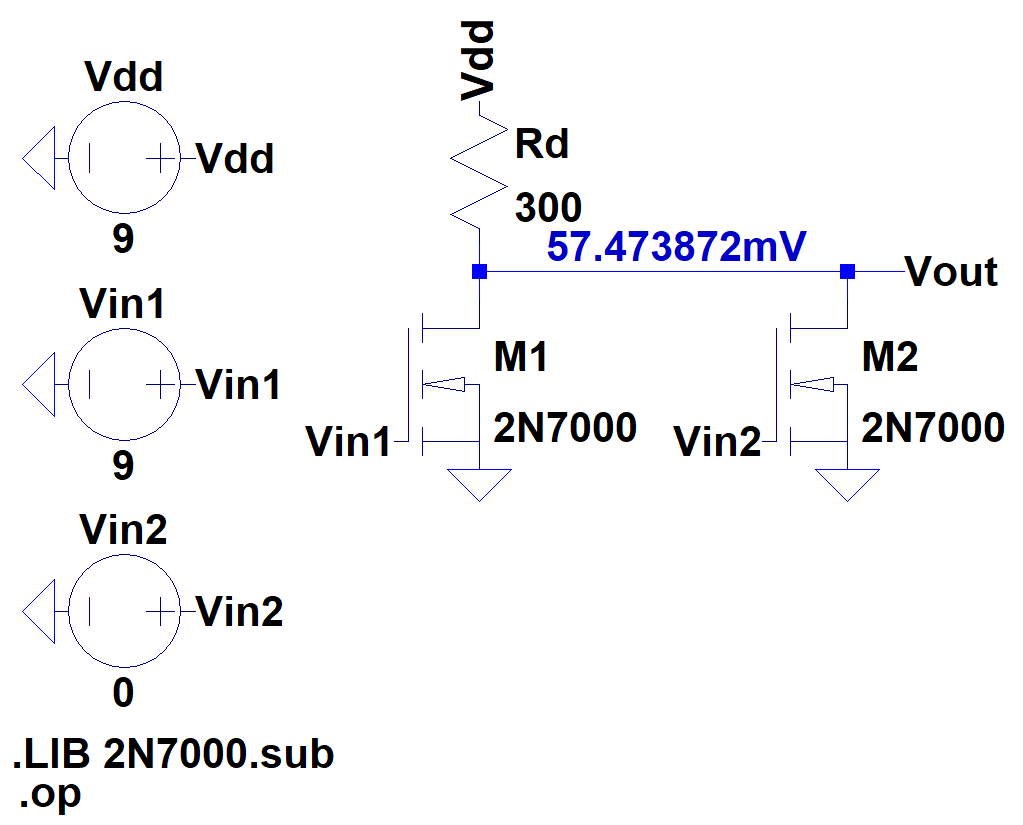 Vdd
Vdd
9
Vin1
Vin1
9
Vin2
Vin2
0
.LIB 2N7000.sub
.op
Vdd
Rd
300
57.473872mV
Vout
M1
2N7000
Vin1
M2
2N7000
Vin2